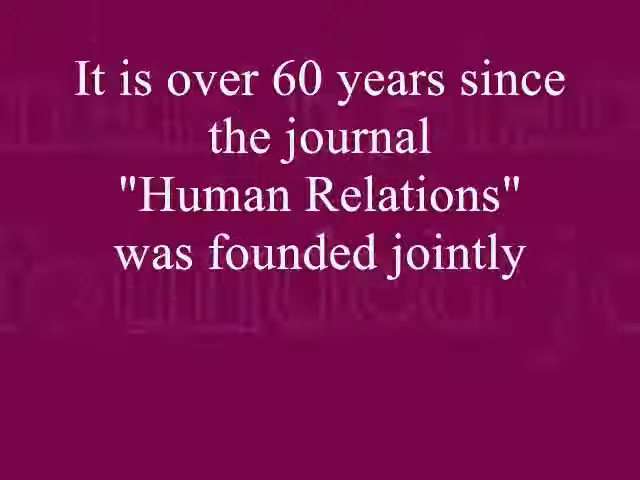 It is over 60 years since
the journal
"Human Relations"
was founded jointly